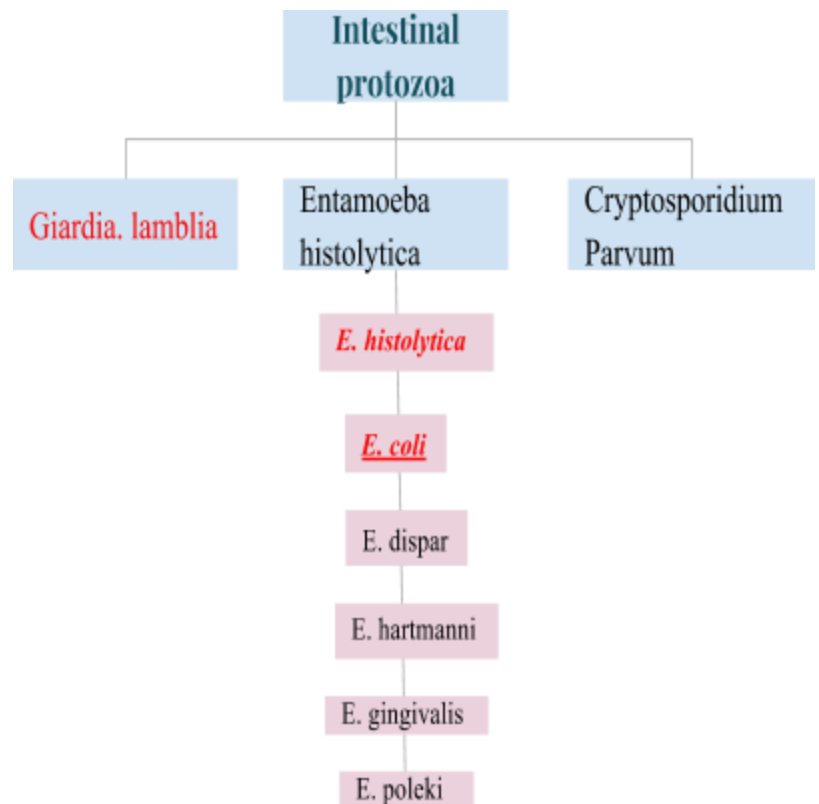 Intestinal
protozoa
Giardia. lamblia
Entamoeba
histolytica
Cryptosporidium
Parvum
E. histolytica
E. coli
E. dispar
E. hartmanni
E. gingivalis
E. poleki